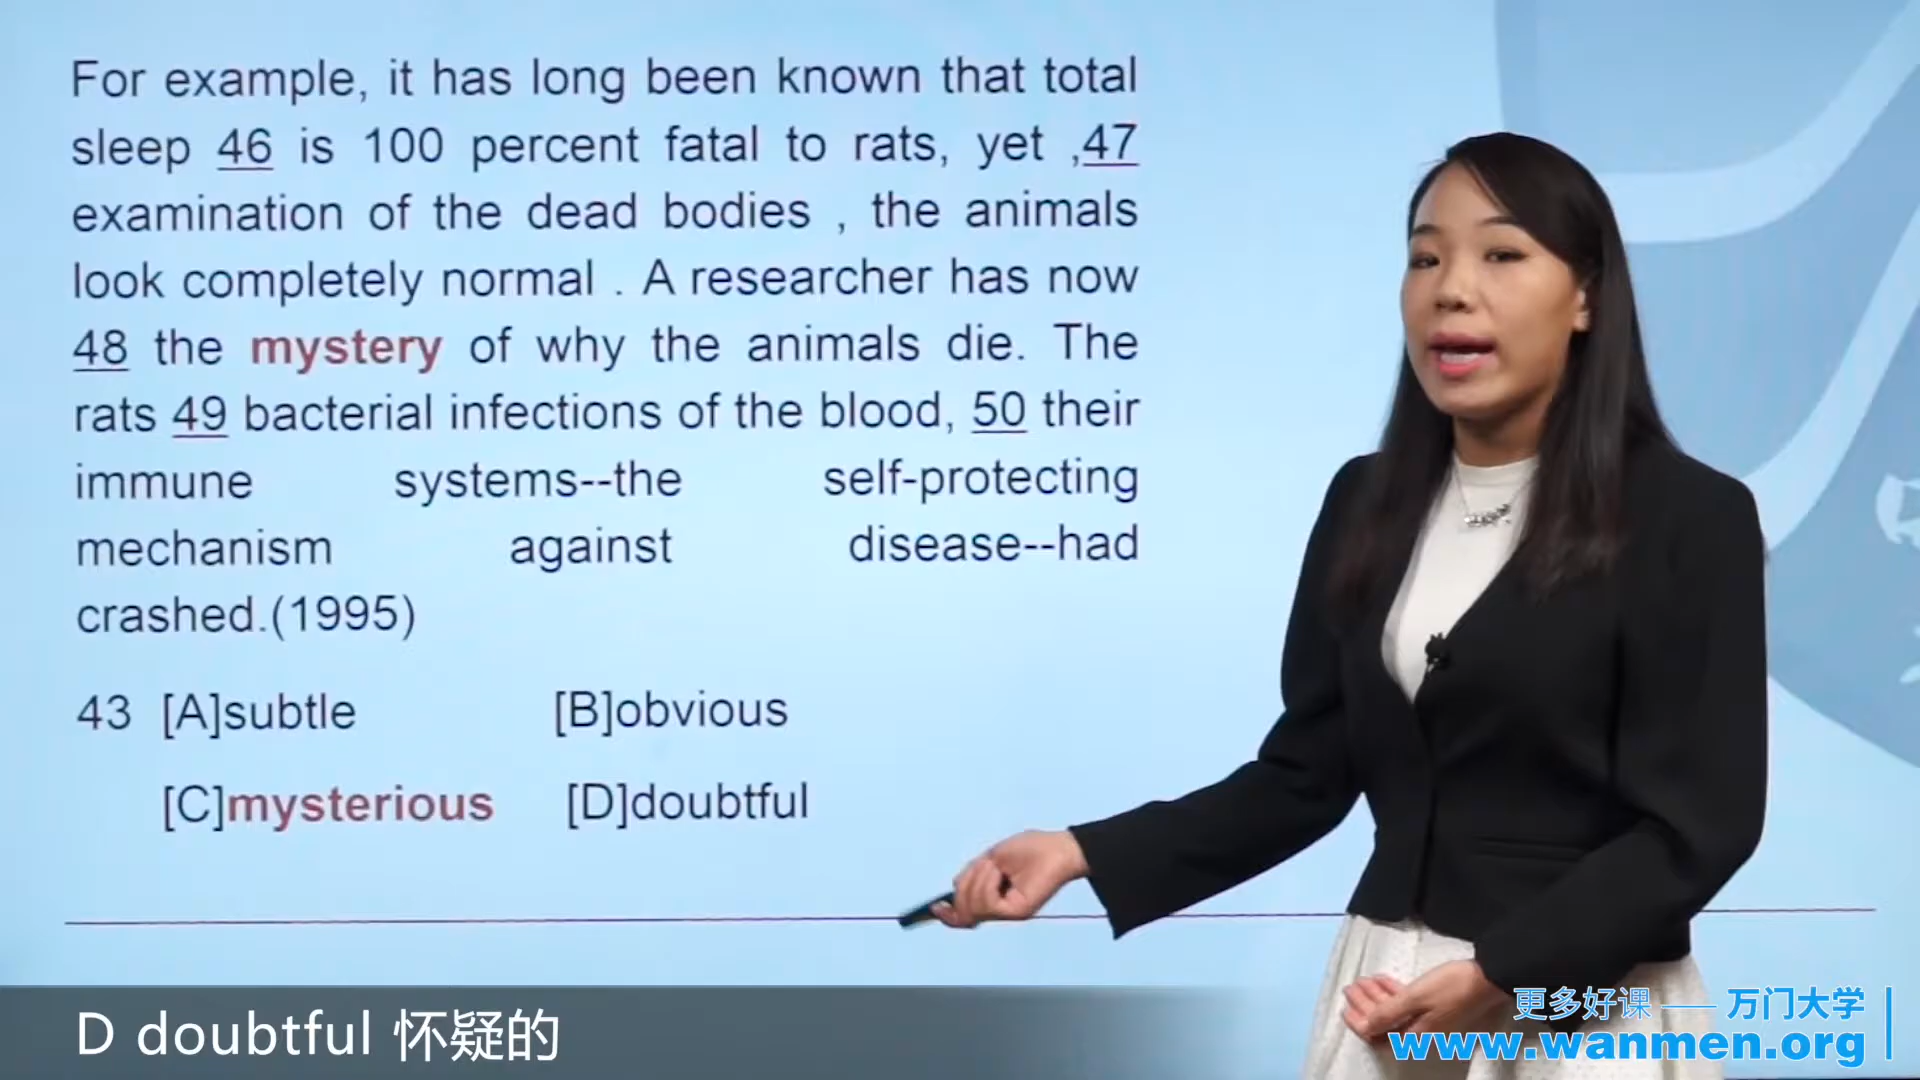 For example, it has long been known that total
sleep 46 is 100 percent fatal to rats, yet ,47
examination of the dead bodies , the animals
look completely normal . A researcher has now
48 the mystery of why the animals die. The
rats 49 bacterial infections of the blood, 50 their
immune systems--the self-protecting
mechanism against disease--had
crashed.(1995)
43 [A]subtle [B]obvious
[C]mysterious [D]doubtful
D doubtful 怀疑的
更多好课 —— 万门大学
www.wanmen.org